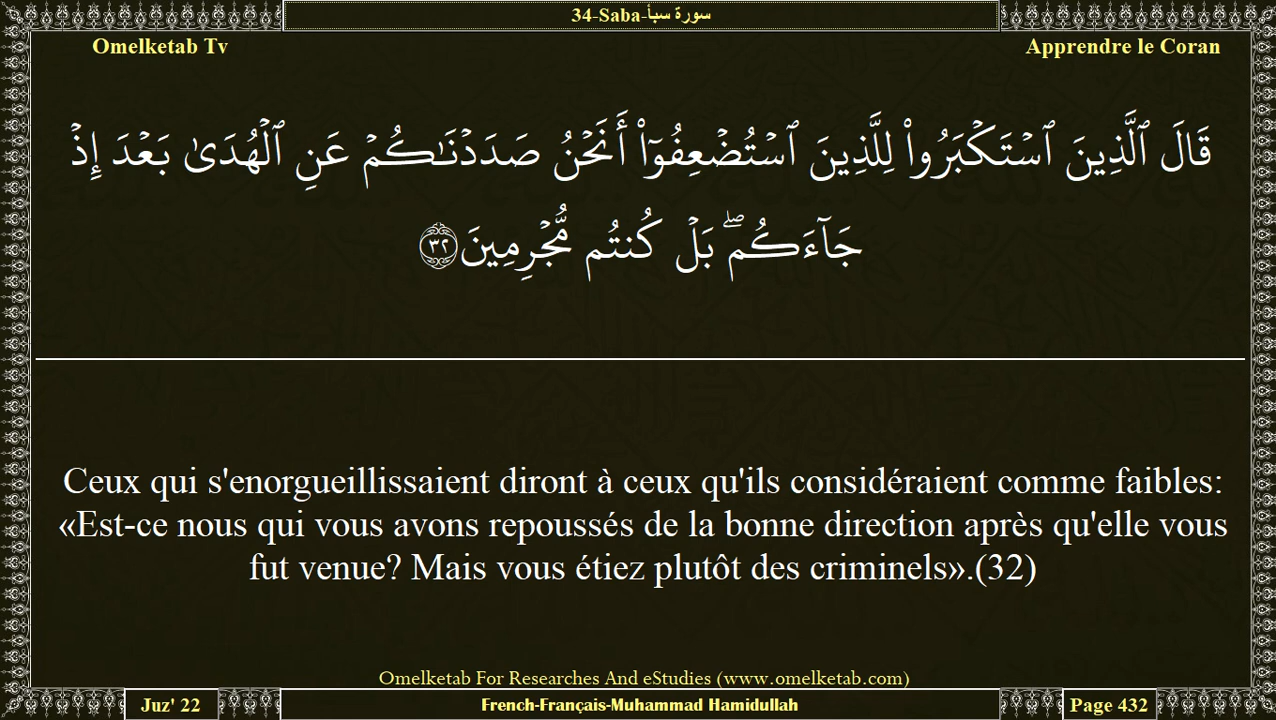 34-Saba-سورة سبأ
Omelketab Tv
Apprendre le Coran
قَالَ ٱلَّذِينَ ٱسۡتَكۡبَرُواْ لِلَّذِينَ ٱسۡتُضۡعِفُوٓاْ أَنَحۡنُ صَدَدۡنَٰكُمۡ عَنِ ٱلۡهُدَىٰ بَعۡدَ إِذۡ
جَآءَكُمۖ بَلۡ كُنتُم مُّجۡرِمِينَ ٣٢
Ceux qui s'enorgueillissaient diront à ceux qu'ils considéraient comme faibles:
«Est-ce nous qui vous avons repoussés de la bonne direction après qu'elle vous
fut venue? Mais vous étiez plutôt des criminels».(32)
Omelketab For Researches And eStudies (www.omelketab.com)
Juz' 22
French-Français-Muhammad Hamidullah
Page 432